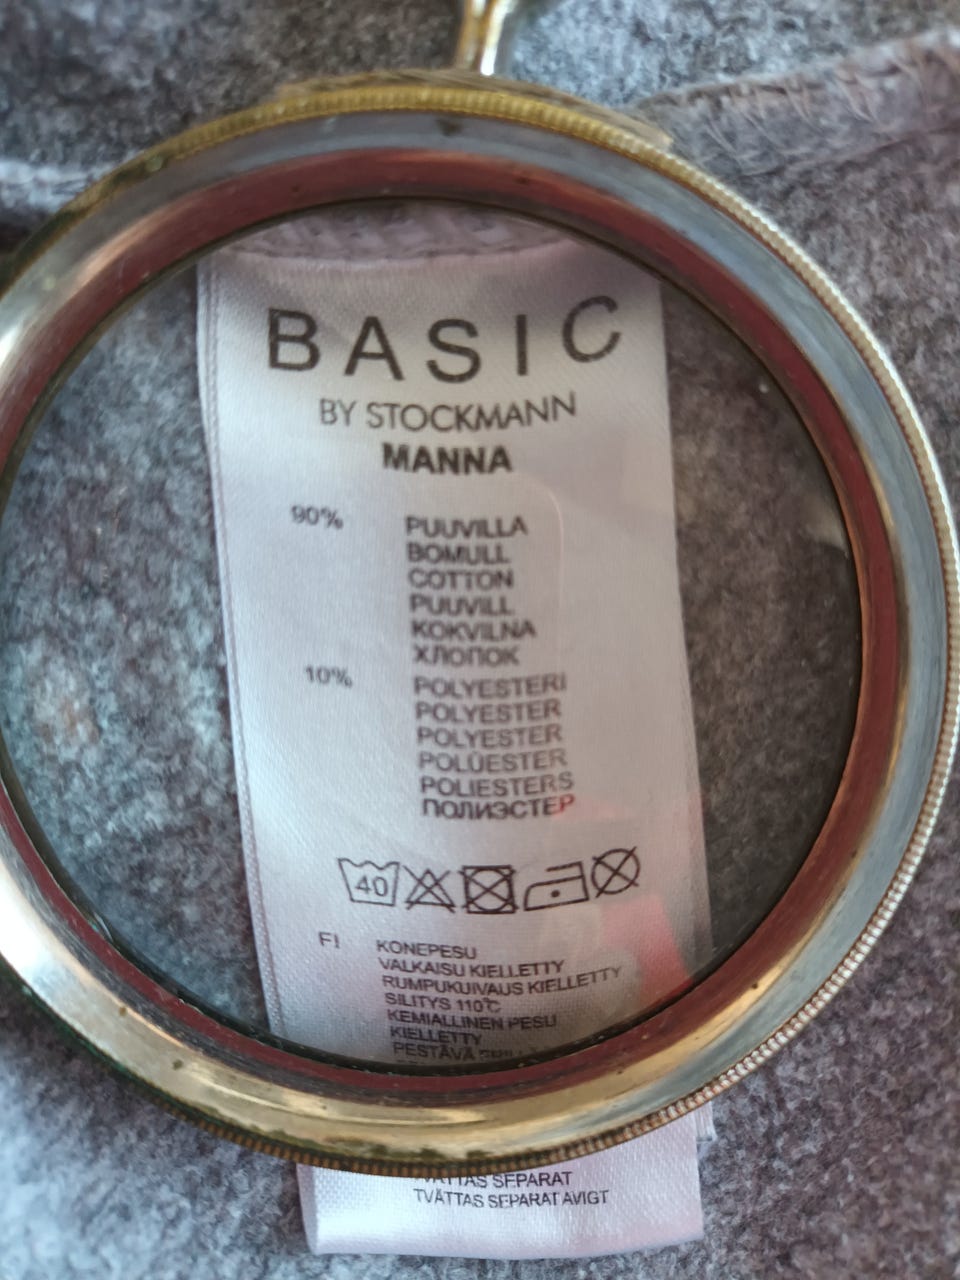 BASIC
BY STOCKMANN
MANNA
90% PUUVILLA
BOMULL
COTTON
PUUVILL
KOKVILNA
ХЛОПОК
10% POLYESTERI
POLYESTER
POLYESTER
POLÜESTER
POLIESTERS
ПОЛИЭСТЕР
40
FI KONEPESU
VALKAISU KIELLETTY
RUMPUKUIVAUS KIELLETTY
SILITYS 110°C
KEMIALLINEN PESU
KIELLETTY
PESTÄVÄ
SEPARAT
TVÄTTAS SEPARAT AVIGT